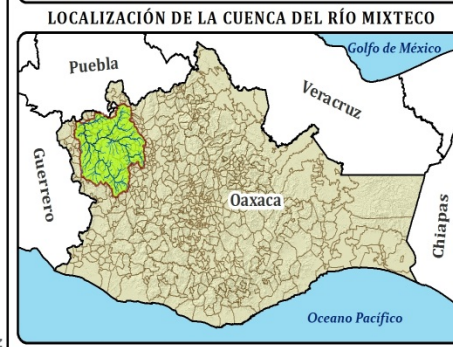 LOCALIZACIÓN DE LA CUENCA DEL RÍO MIXTECO
Golfo de México
Puebla
Veracruz
Guerrero
Oaxaca
Chiapas
Oceano Pacífico